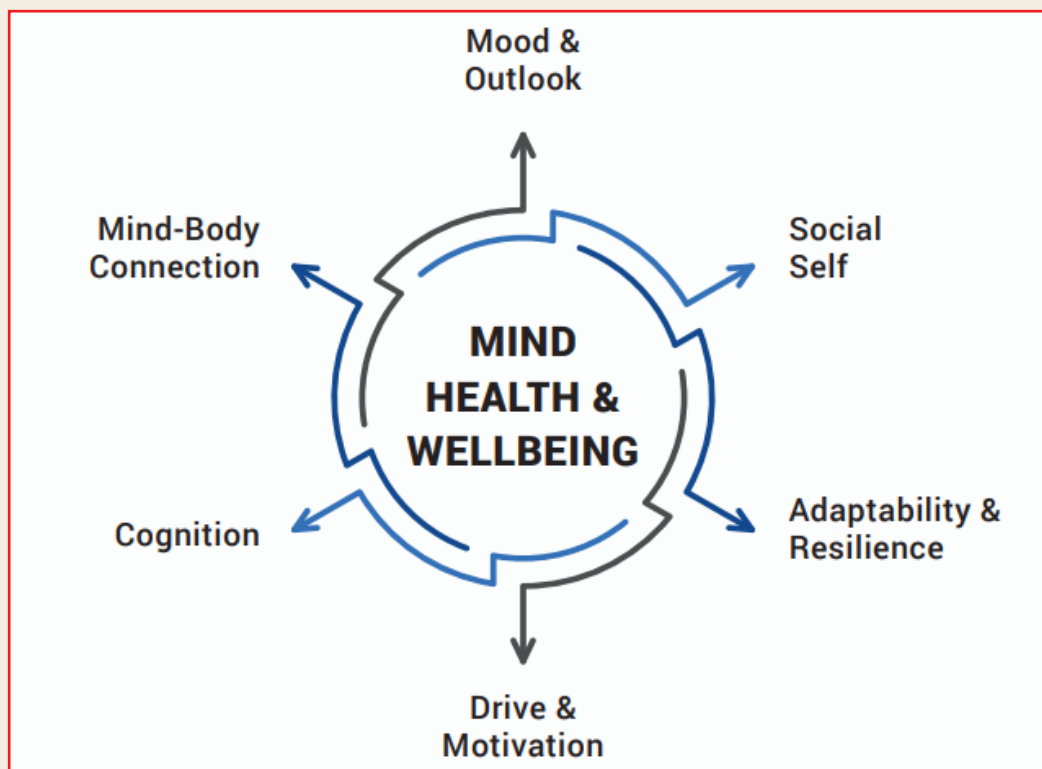 Mood &
Outlook
Mind-Body
Connection
Social
Self
MIND
HEALTH &
WELLBEING
Cognition
Adaptability &
Resilience
Drive &
Motivation